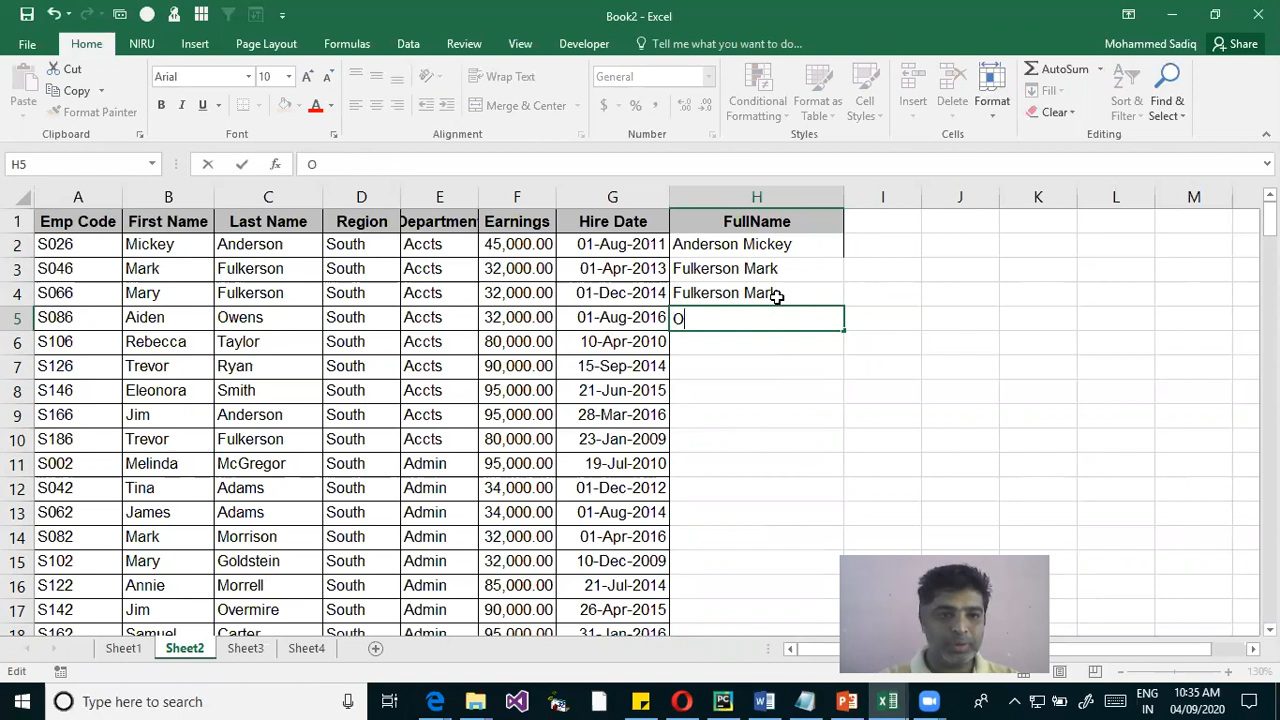 Book2 - Excel
File Home NIRU Insert Page Layout Formulas Data Review View Developer Tell me what you want to do... Mohammed Sadiq Share
Paste Cut Copy Format Painter Clipboard
Arial 10 B I U A Font
Wrap Text Merge & Center Alignment
General $ % , Number
Conditional Formatting Format as Table Cell Styles Styles
Insert Delete Format Cells
AutoSum Fill Clear Sort & Filter Find & Select Editing
H5 fx O
A B C D E F G H I J K L M
1 Emp Code First Name Last Name Region Departmen Earnings Hire Date FullName
2 S026 Mickey Anderson South Accts 45,000.00 01-Aug-2011 Anderson Mickey
3 S046 Mark Fulkerson South Accts 32,000.00 01-Apr-2013 Fulkerson Mark
4 S066 Mary Fulkerson South Accts 32,000.00 01-Dec-2014 Fulkerson Mark
5 S086 Aiden Owens South Accts 32,000.00 01-Aug-2016 O
6 S106 Rebecca Taylor South Accts 80,000.00 10-Apr-2010
7 S126 Trevor Ryan South Accts 90,000.00 15-Sep-2014
8 S146 Eleonora Smith South Accts 95,000.00 21-Jun-2015
9 S166 Jim Anderson South Accts 95,000.00 28-Mar-2016
10 S186 Trevor Fulkerson South Accts 80,000.00 23-Jan-2009
11 S002 Melinda McGregor South Admin 95,000.00 19-Jul-2010
12 S042 Tina Adams South Admin 34,000.00 01-Dec-2012
13 S062 James Adams South Admin 34,000.00 01-Aug-2014
14 S082 Mark Morrison South Admin 32,000.00 01-Apr-2016
15 S102 Mary Goldstein South Admin 32,000.00 10-Dec-2009
16 S122 Annie Morrell South Admin 85,000.00 21-Jul-2014
17 S142 Jim Overmire South Admin 90,000.00 26-Apr-2015
18 S162 Samuel Carter South Admin 95,000.00 31-Jan-2016
Sheet1 Sheet2 Sheet3 Sheet4
Edit 130%
Type here to search ENG IN 10:35 AM 04/09/2020